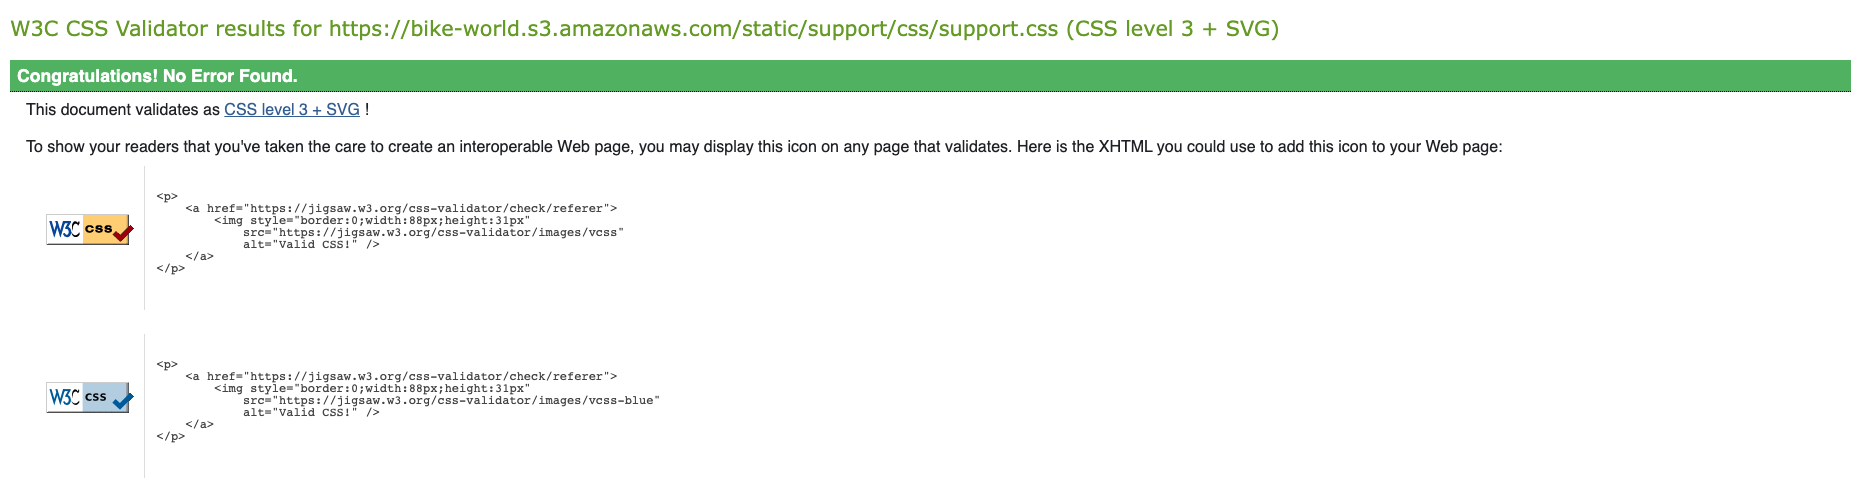 W3C CSS Validator results for https://bike-world.s3.amazonaws.com/static/support/css/support.css (CSS level 3 + SVG)
Congratulations! No Error Found.
This document validates as CSS level 3 + SVG !
To show your readers that you've taken the care to create an interoperable Web page, you may display this icon on any page that validates. Here is the XHTML you could use to add this icon to your Web page:
W3C css
<p>
    <a href="https://jigsaw.w3.org/css-validator/check/referer">
        <img style="border:0;width:88px;height:31px"
            src="https://jigsaw.w3.org/css-validator/images/vcss"
            alt="Valid CSS!" />
    </a>
</p>
W3C css
<p>
    <a href="https://jigsaw.w3.org/css-validator/check/referer">
        <img style="border:0;width:88px;height:31px"
            src="https://jigsaw.w3.org/css-validator/images/vcss-blue"
            alt="Valid CSS!" />
    </a>
</p>